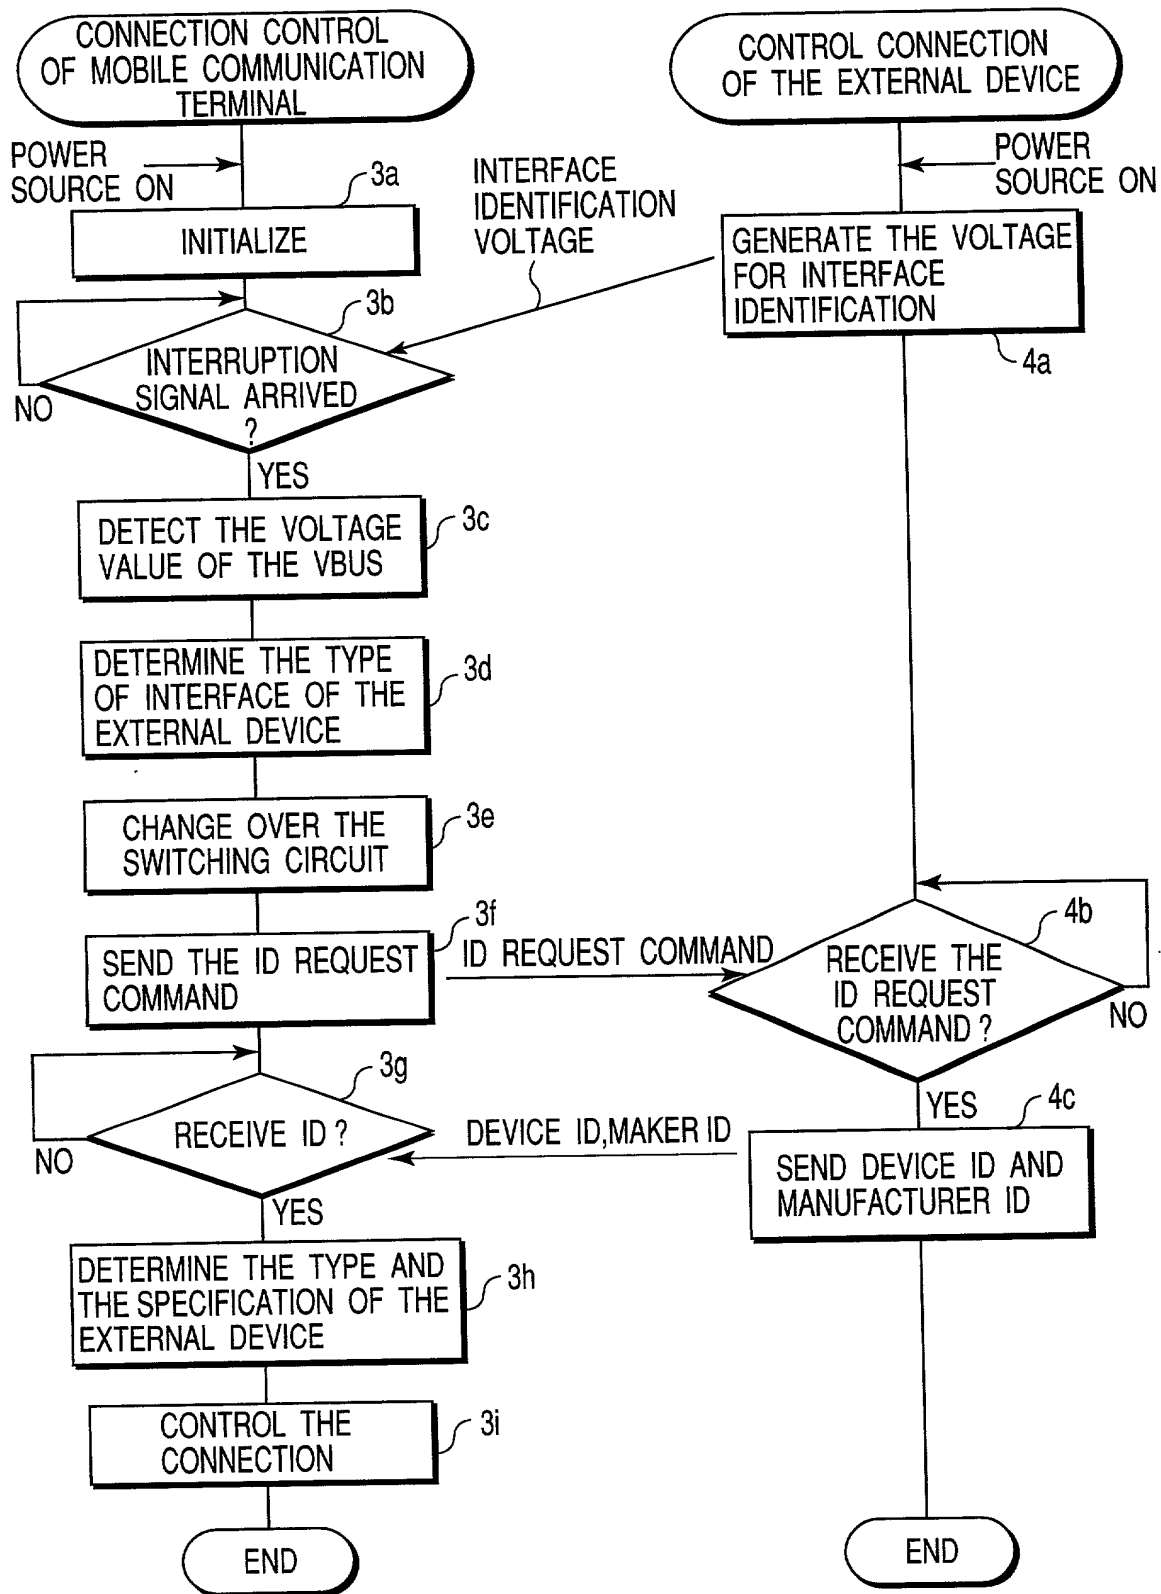 CONNECTION CONTROL
OF MOBILE COMMUNICATION
TERMINAL
CONTROL CONNECTION
OF THE EXTERNAL DEVICE
POWER
SOURCE ON
3a
INITIALIZE
INTERFACE
IDENTIFICATION
VOLTAGE
POWER
SOURCE ON
GENERATE THE VOLTAGE
FOR INTERFACE
IDENTIFICATION
4a
3b
INTERRUPTION
SIGNAL ARRIVED
?
NO
YES
DETECT THE VOLTAGE
VALUE OF THE VBUS
3c
DETERMINE THE TYPE
OF INTERFACE OF THE
EXTERNAL DEVICE
3d
CHANGE OVER THE
SWITCHING CIRCUIT
3e
SEND THE ID REQUEST
COMMAND
3f
ID REQUEST COMMAND
4b
RECEIVE THE
ID REQUEST
COMMAND ?
NO
YES
3g
RECEIVE ID ?
NO
YES
DEVICE ID,MAKER ID
4c
SEND DEVICE ID AND
MANUFACTURER ID
DETERMINE THE TYPE AND
THE SPECIFICATION OF THE
EXTERNAL DEVICE
3h
CONTROL THE
CONNECTION
3i
END
END